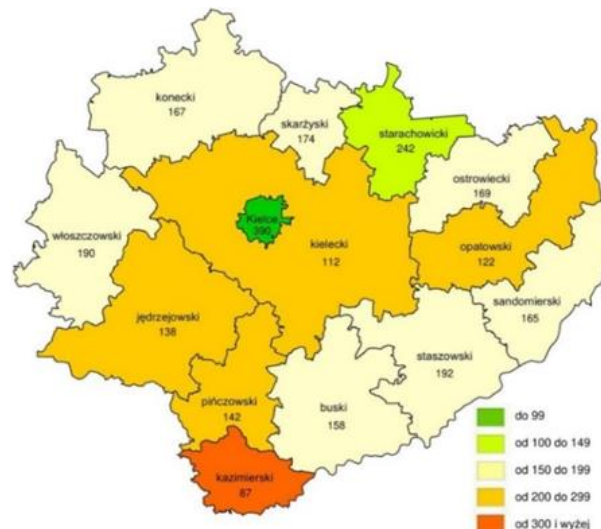 konecki
167
skarżyski
174
starachowicki
242
ostrowiecki
169
włoszczowski
190
Kielce
390
kielecki
112
opatowski
122
sandomierski
165
jędrzejowski
138
staszowski
192
pińczowski
142
buski
158
kazimierski
87
do 99
od 100 do 149
od 150 do 199
od 200 do 299
od 300 i wyżej